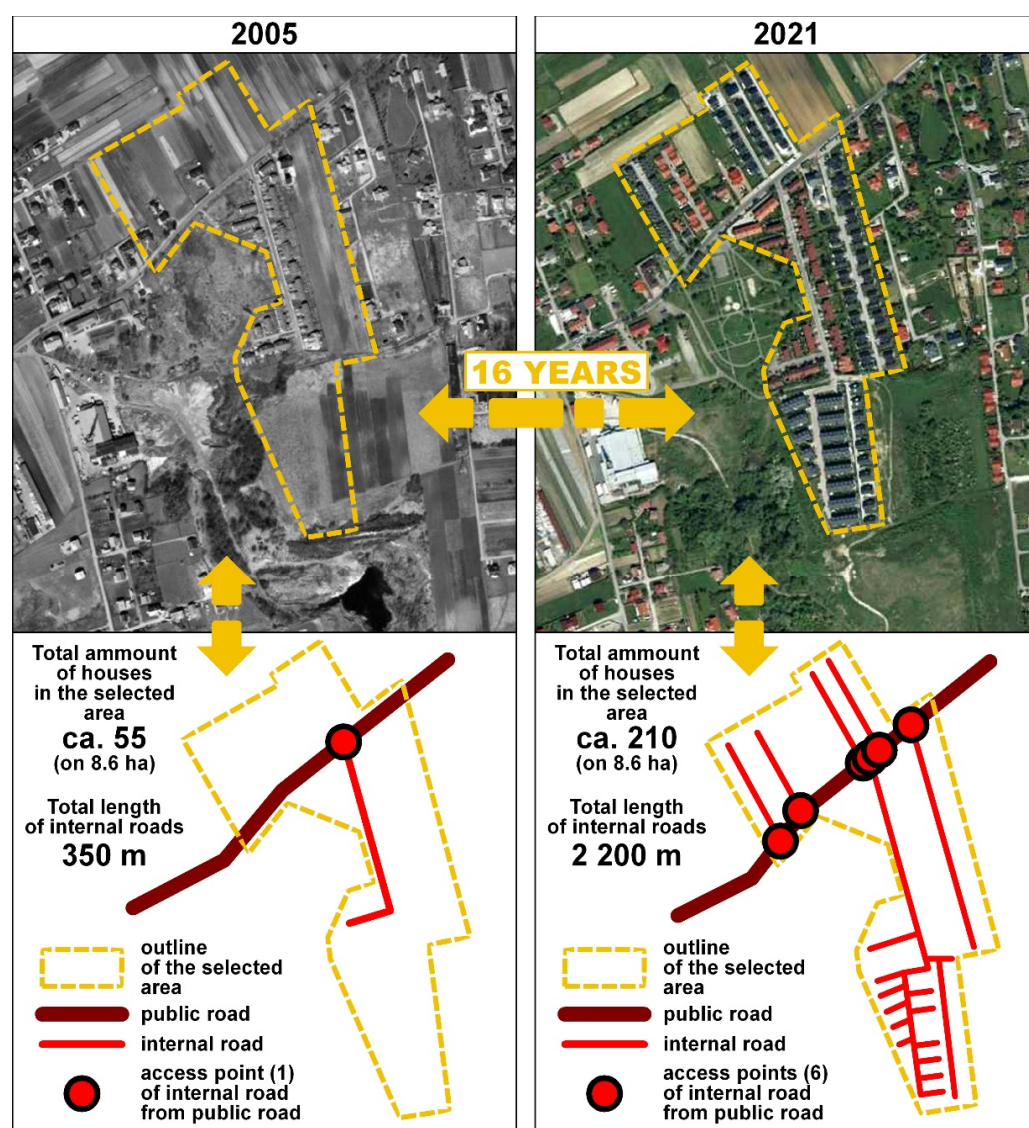 2005
2021
16 YEARS
Total ammount
of houses
in the selected
area
ca. 55
(on 8.6 ha)
Total length
of internal roads
350 m
outline
of the selected
area
public road
internal road
access point (1)
of internal road
from public road
Total ammount
of houses
in the selected
area
ca. 210
(on 8.6 ha)
Total length
of internal roads
2 200 m
outline
of the selected
area
public road
internal road
access points (6)
of internal road
from public road